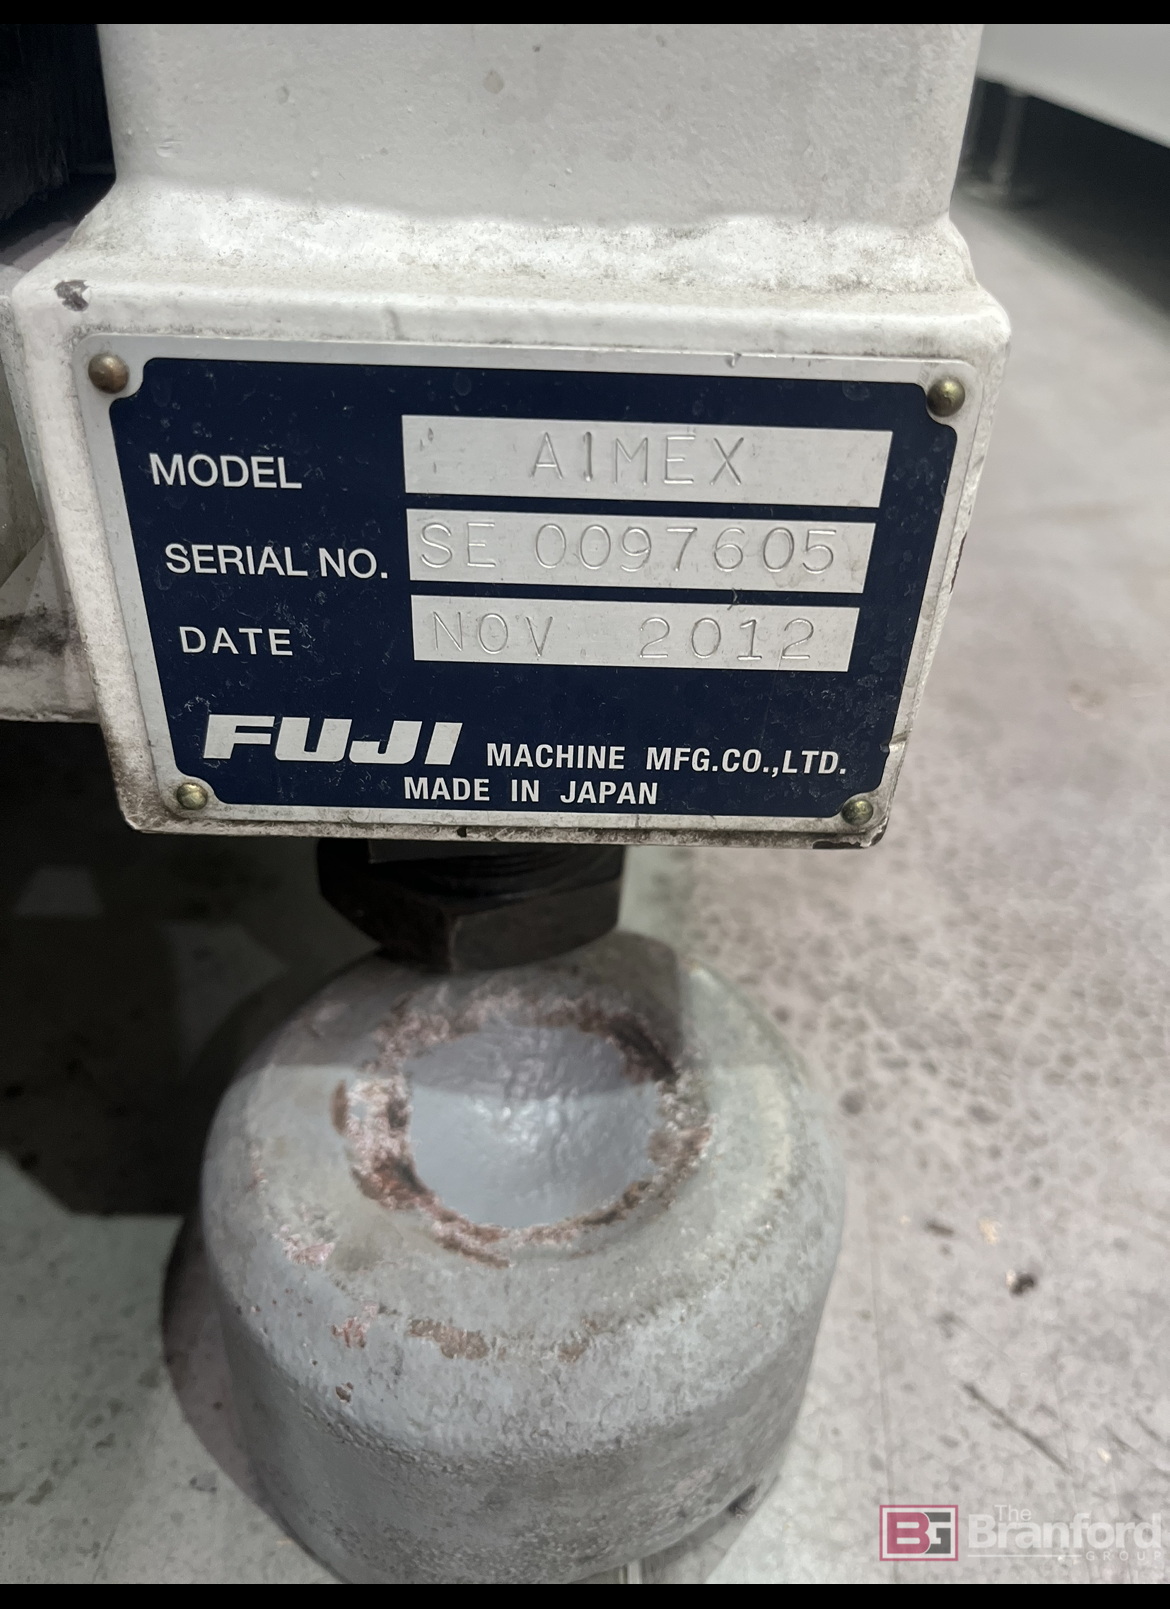 MODEL A1MEX
SERIAL NO. SE 0097605
DATE NOV 2012
FUJI MACHINE MFG.CO.,LTD.
MADE IN JAPAN
BG The
Branford
GROUP